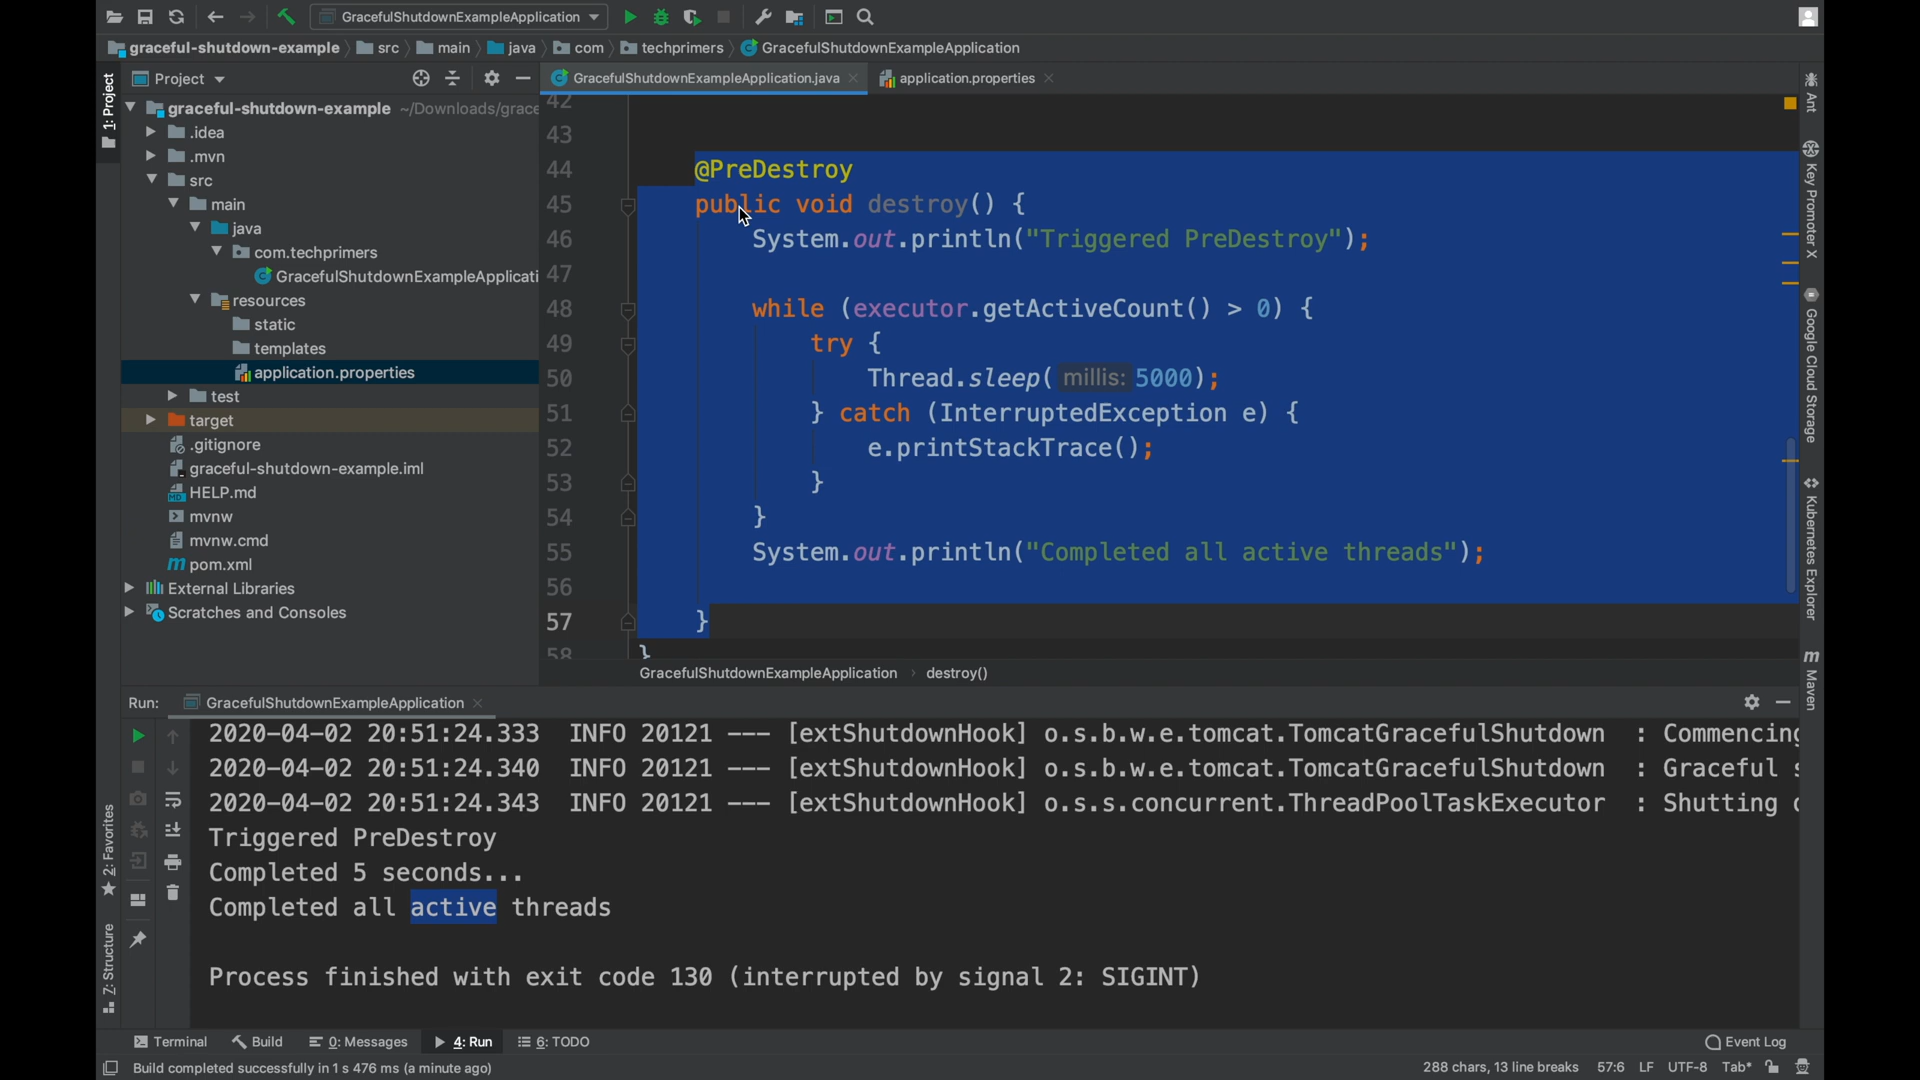 GracefulShutdownExampleApplication
graceful-shutdown-example
src
main
java
com
techprimers
GracefulShutdownExampleApplication
1: Project
Project
GracefulShutdownExampleApplication.java
application.properties
graceful-shutdown-example ~/Downloads/grace
.idea
.mvn
src
main
java
com.techprimers
GracefulShutdownExampleApplicati
resources
static
templates
application.properties
test
target
.gitignore
graceful-shutdown-example.iml
HELP.md
mvnw
mvnw.cmd
pom.xml
External Libraries
Scratches and Consoles
42
43
44 @PreDestroy
45 public void destroy() {
46 System.out.println("Triggered PreDestroy");
47
48 while (executor.getActiveCount() > 0) {
49 try {
50 Thread.sleep( millis: 5000);
51 } catch (InterruptedException e) {
52 e.printStackTrace();
53 }
54 }
55 System.out.println("Completed all active threads");
56
57 }
58 }
GracefulShutdownExampleApplication › destroy()
Ant
Key Promoter X
Google Cloud Storage
Kubernetes Explorer
m Maven
Run: GracefulShutdownExampleApplication
2020-04-02 20:51:24.333 INFO 20121 --- [extShutdownHook] o.s.b.w.e.tomcat.TomcatGracefulShutdown : Commencing
2020-04-02 20:51:24.340 INFO 20121 --- [extShutdownHook] o.s.b.w.e.tomcat.TomcatGracefulShutdown : Graceful s
2020-04-02 20:51:24.343 INFO 20121 --- [extShutdownHook] o.s.s.concurrent.ThreadPoolTaskExecutor : Shutting d
Triggered PreDestroy
Completed 5 seconds...
Completed all active threads
Process finished with exit code 130 (interrupted by signal 2: SIGINT)
2: Favorites
Z: Structure
Terminal
Build
0: Messages
4: Run
6: TODO
Event Log
Build completed successfully in 1 s 476 ms (a minute ago)
288 chars, 13 line breaks 57:6 LF UTF-8 Tab*